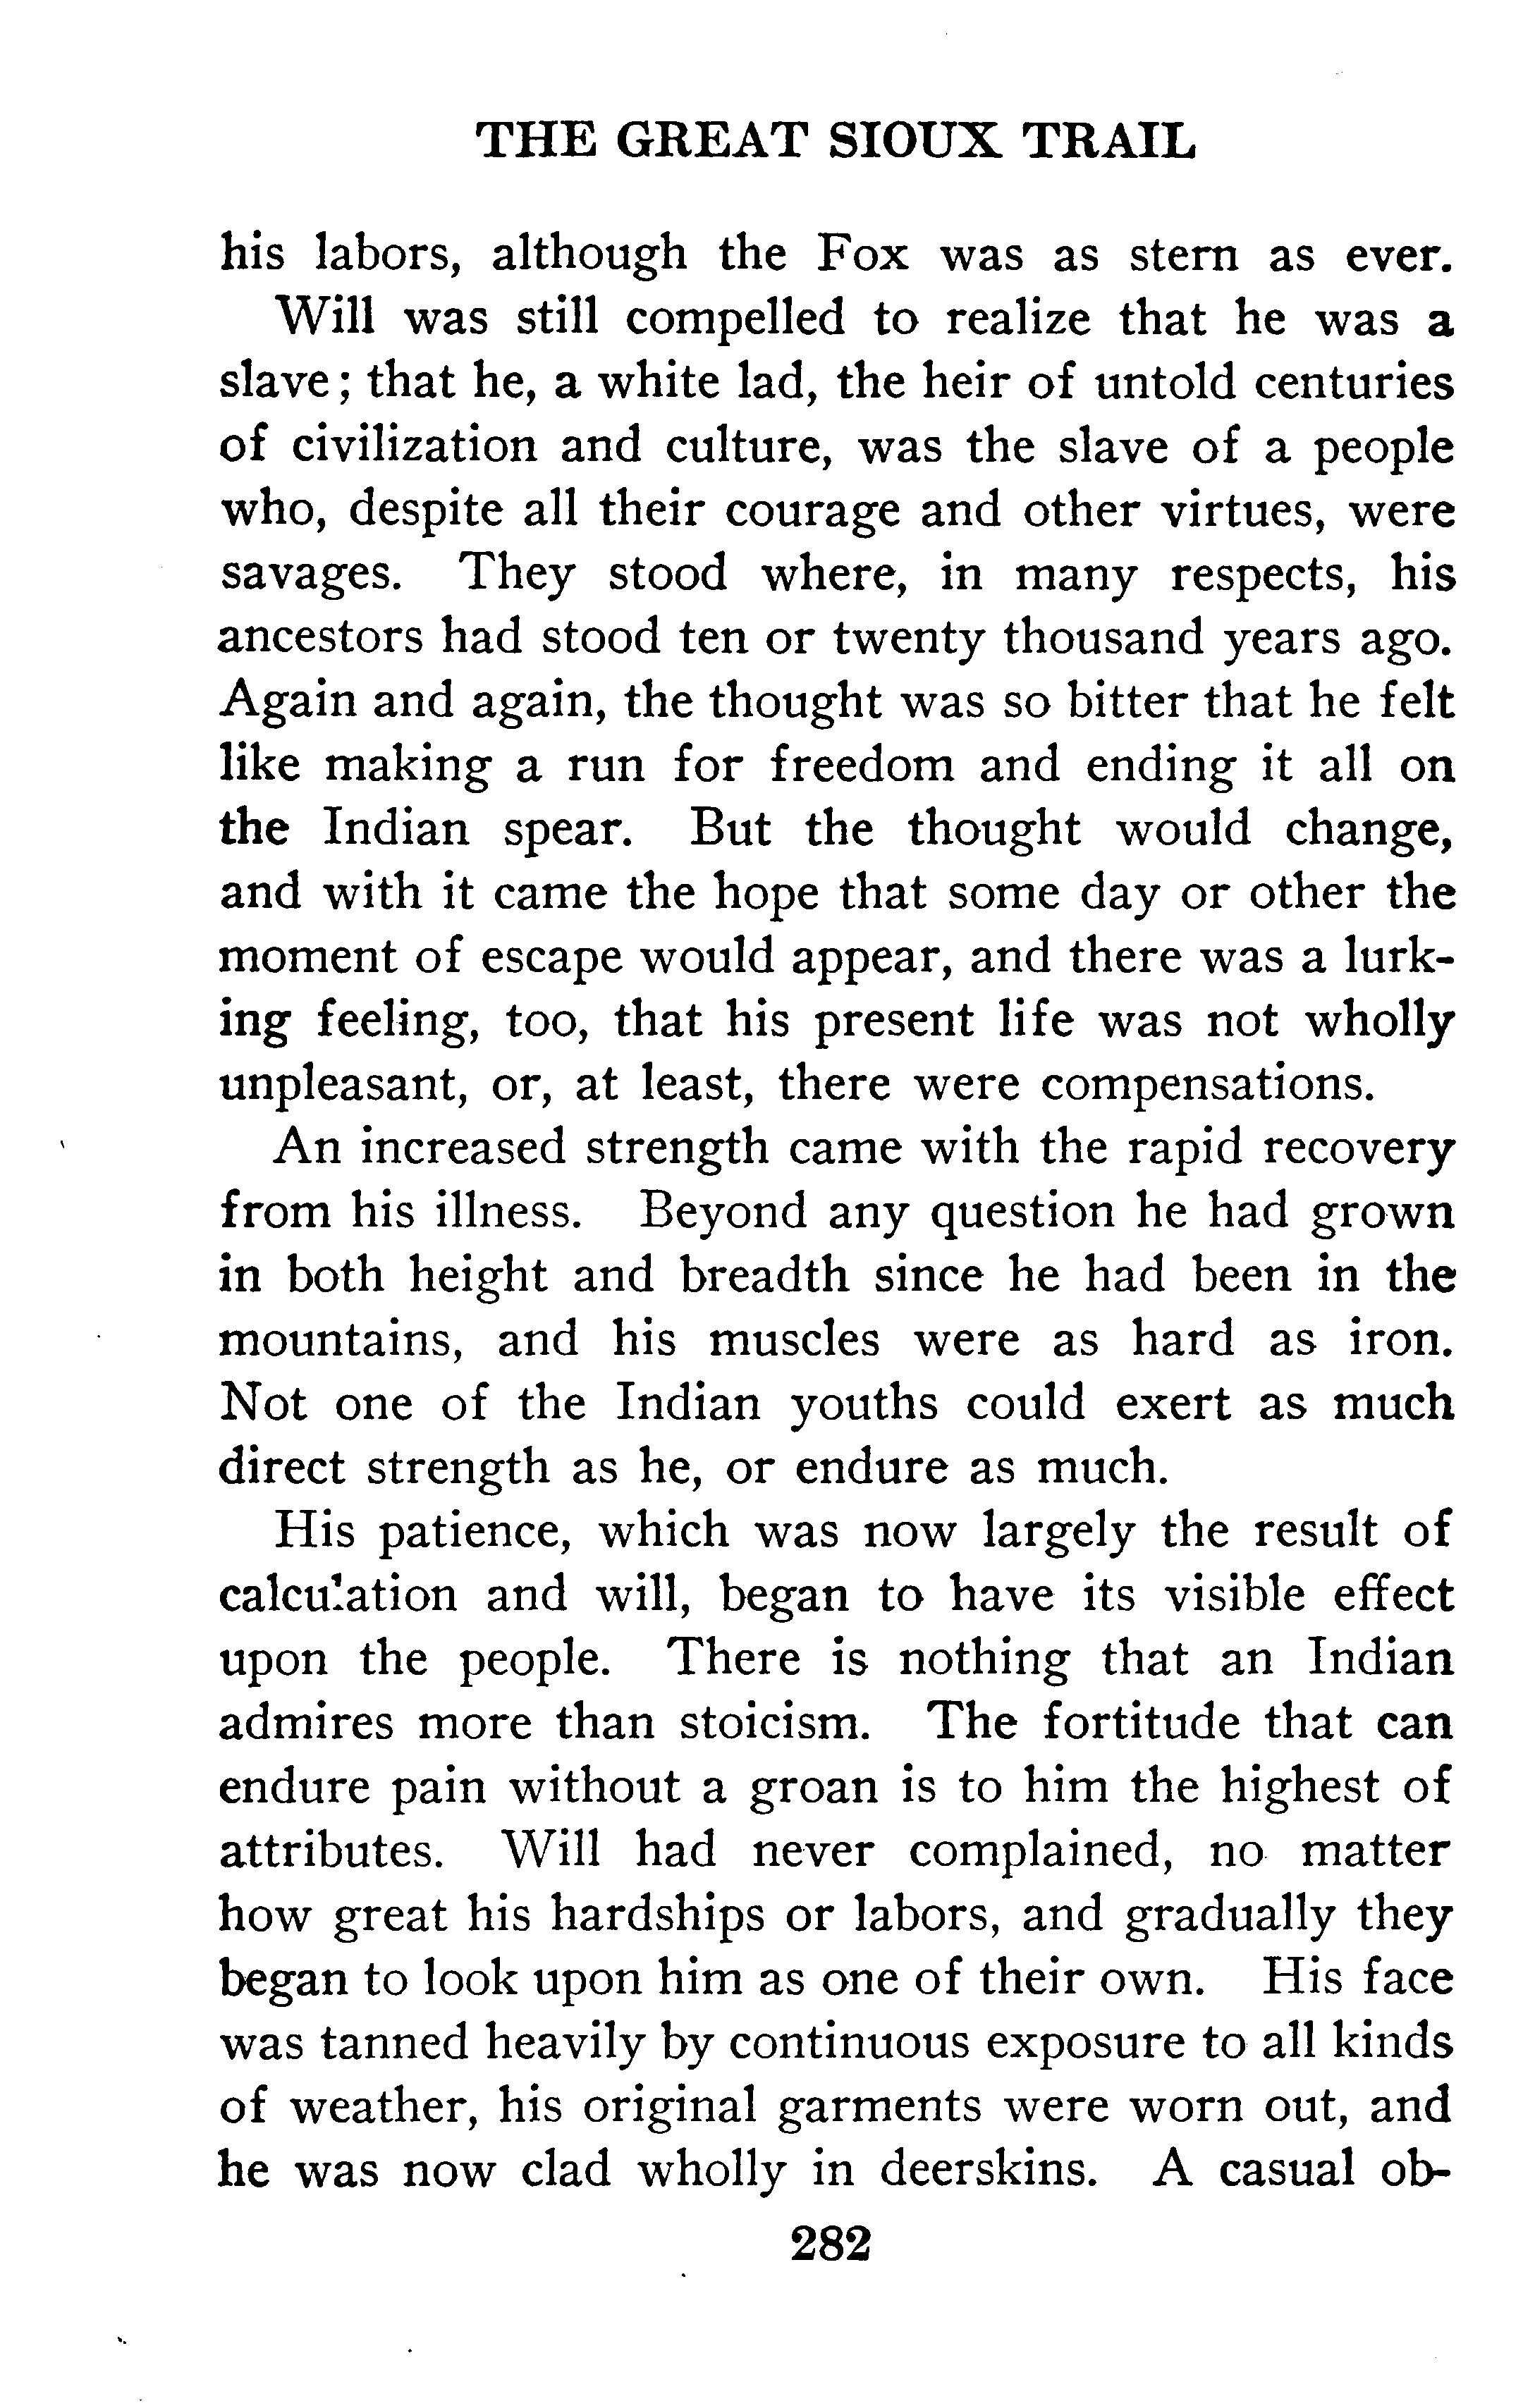 THE GREAT SIOUX TRAIL
his labors, although the Fox was as stern as ever.
Will was still compelled to realize that he was a
slave; that he, a white lad, the heir of untold centuries
of civilization and culture, was the slave of a people
who, despite all their courage and other virtues, were
savages. They stood where, in many respects, his
ancestors had stood ten or twenty thousand years ago.
Again and again, the thought was so bitter that he felt
like making a run for freedom and ending it all on
the Indian spear. But the thought would change,
and with it came the hope that some day or other the
moment of escape would appear, and there was a lurk-
ing feeling, too, that his present life was not wholly
unpleasant, or, at least, there were compensations.
An increased strength came with the rapid recovery
from his illness. Beyond any question he had grown
in both height and breadth since he had been in the
mountains, and his muscles were as hard as iron.
Not one of the Indian youths could exert as much
direct strength as he, or endure as much.
His patience, which was now largely the result of
calculation and will, began to have its visible effect
upon the people. There is nothing that an Indian
admires more than stoicism. The fortitude that can
endure pain without a groan is to him the highest of
attributes. Will had never complained, no matter
how great his hardships or labors, and gradually they
began to look upon him as one of their own. His face
was tanned heavily by continuous exposure to all kinds
of weather, his original garments were worn out, and
he was now clad wholly in deerskins. A casual ob-
282